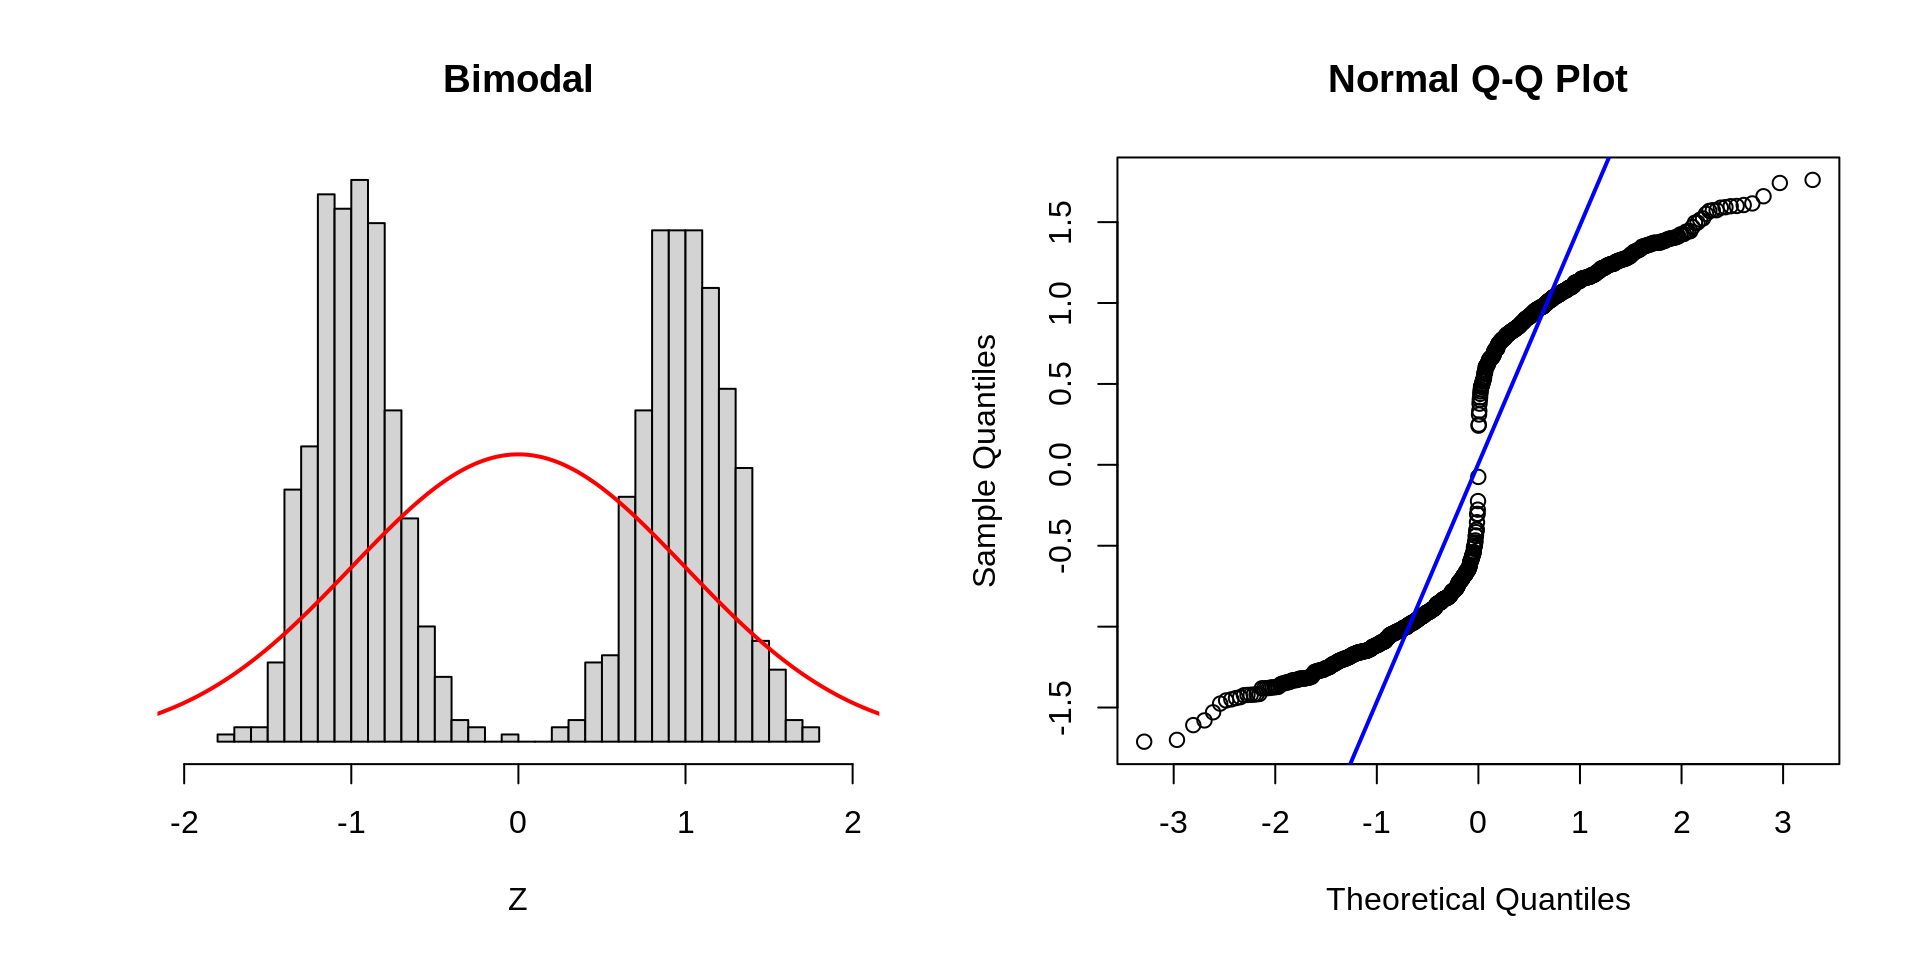 Bimodal
-2 -1 0 1 2
Z
Normal Q-Q Plot
Sample Quantiles
1.5
1.0
0.5
0.0
-0.5
-1.5
-3 -2 -1 0 1 2 3
Theoretical Quantiles